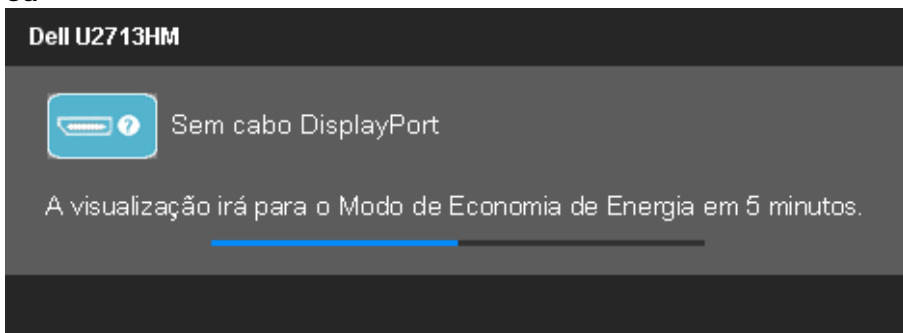 Dell U2713HM
Sem cabo DisplayPort
A visualização irá para o Modo de Economia de Energia em 5 minutos.